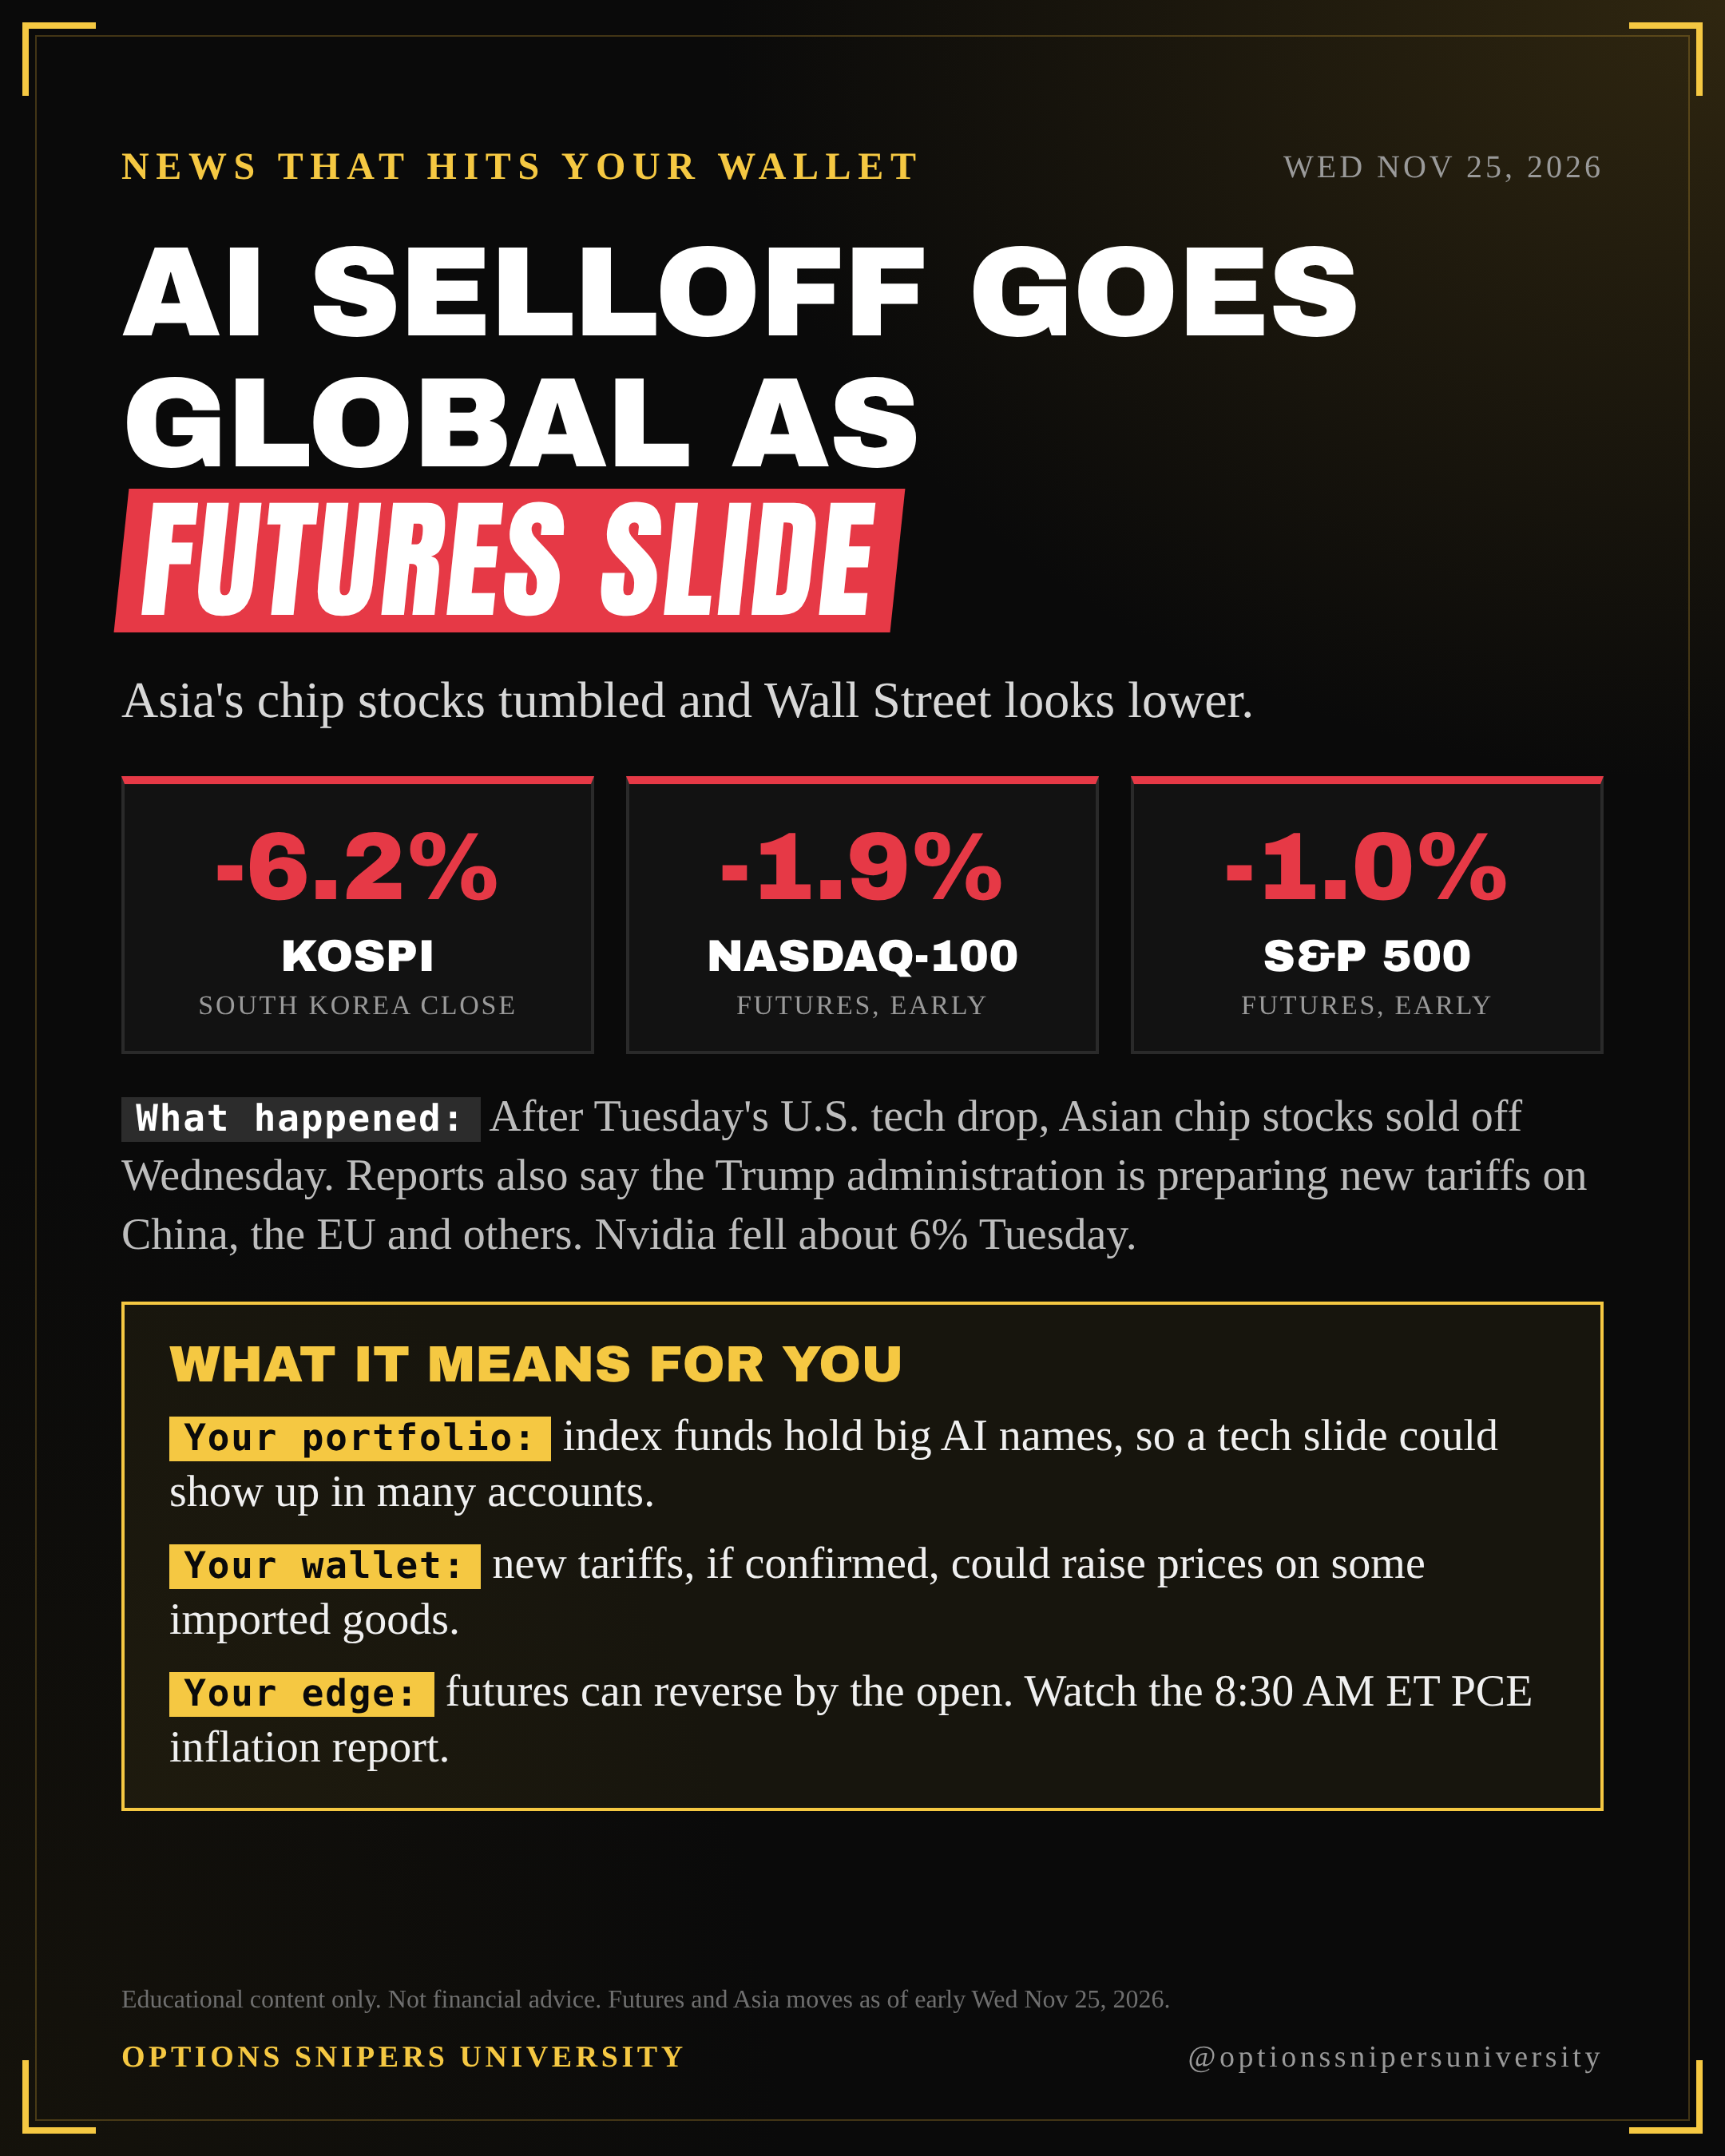 NEWS THAT HITS YOUR WALLET
WED NOV 25, 2026
AI SELLOFF GOES
GLOBAL AS
FUTURES SLIDE
Asia's chip stocks tumbled and Wall Street looks lower.
-6.2%
KOSPI
SOUTH KOREA CLOSE
-1.9%
NASDAQ-100
FUTURES, EARLY
-1.0%
S&P 500
FUTURES, EARLY
What happened: After Tuesday's U.S. tech drop, Asian chip stocks sold off
Wednesday. Reports also say the Trump administration is preparing new tariffs on
China, the EU and others. Nvidia fell about 6% Tuesday.
WHAT IT MEANS FOR YOU
Your portfolio: index funds hold big AI names, so a tech slide could
show up in many accounts.
Your wallet: new tariffs, if confirmed, could raise prices on some
imported goods.
Your edge: futures can reverse by the open. Watch the 8:30 AM ET PCE
inflation report.
Educational content only. Not financial advice. Futures and Asia moves as of early Wed Nov 25, 2026.
OPTIONS SNIPERS UNIVERSITY
@optionssnipersuniversity